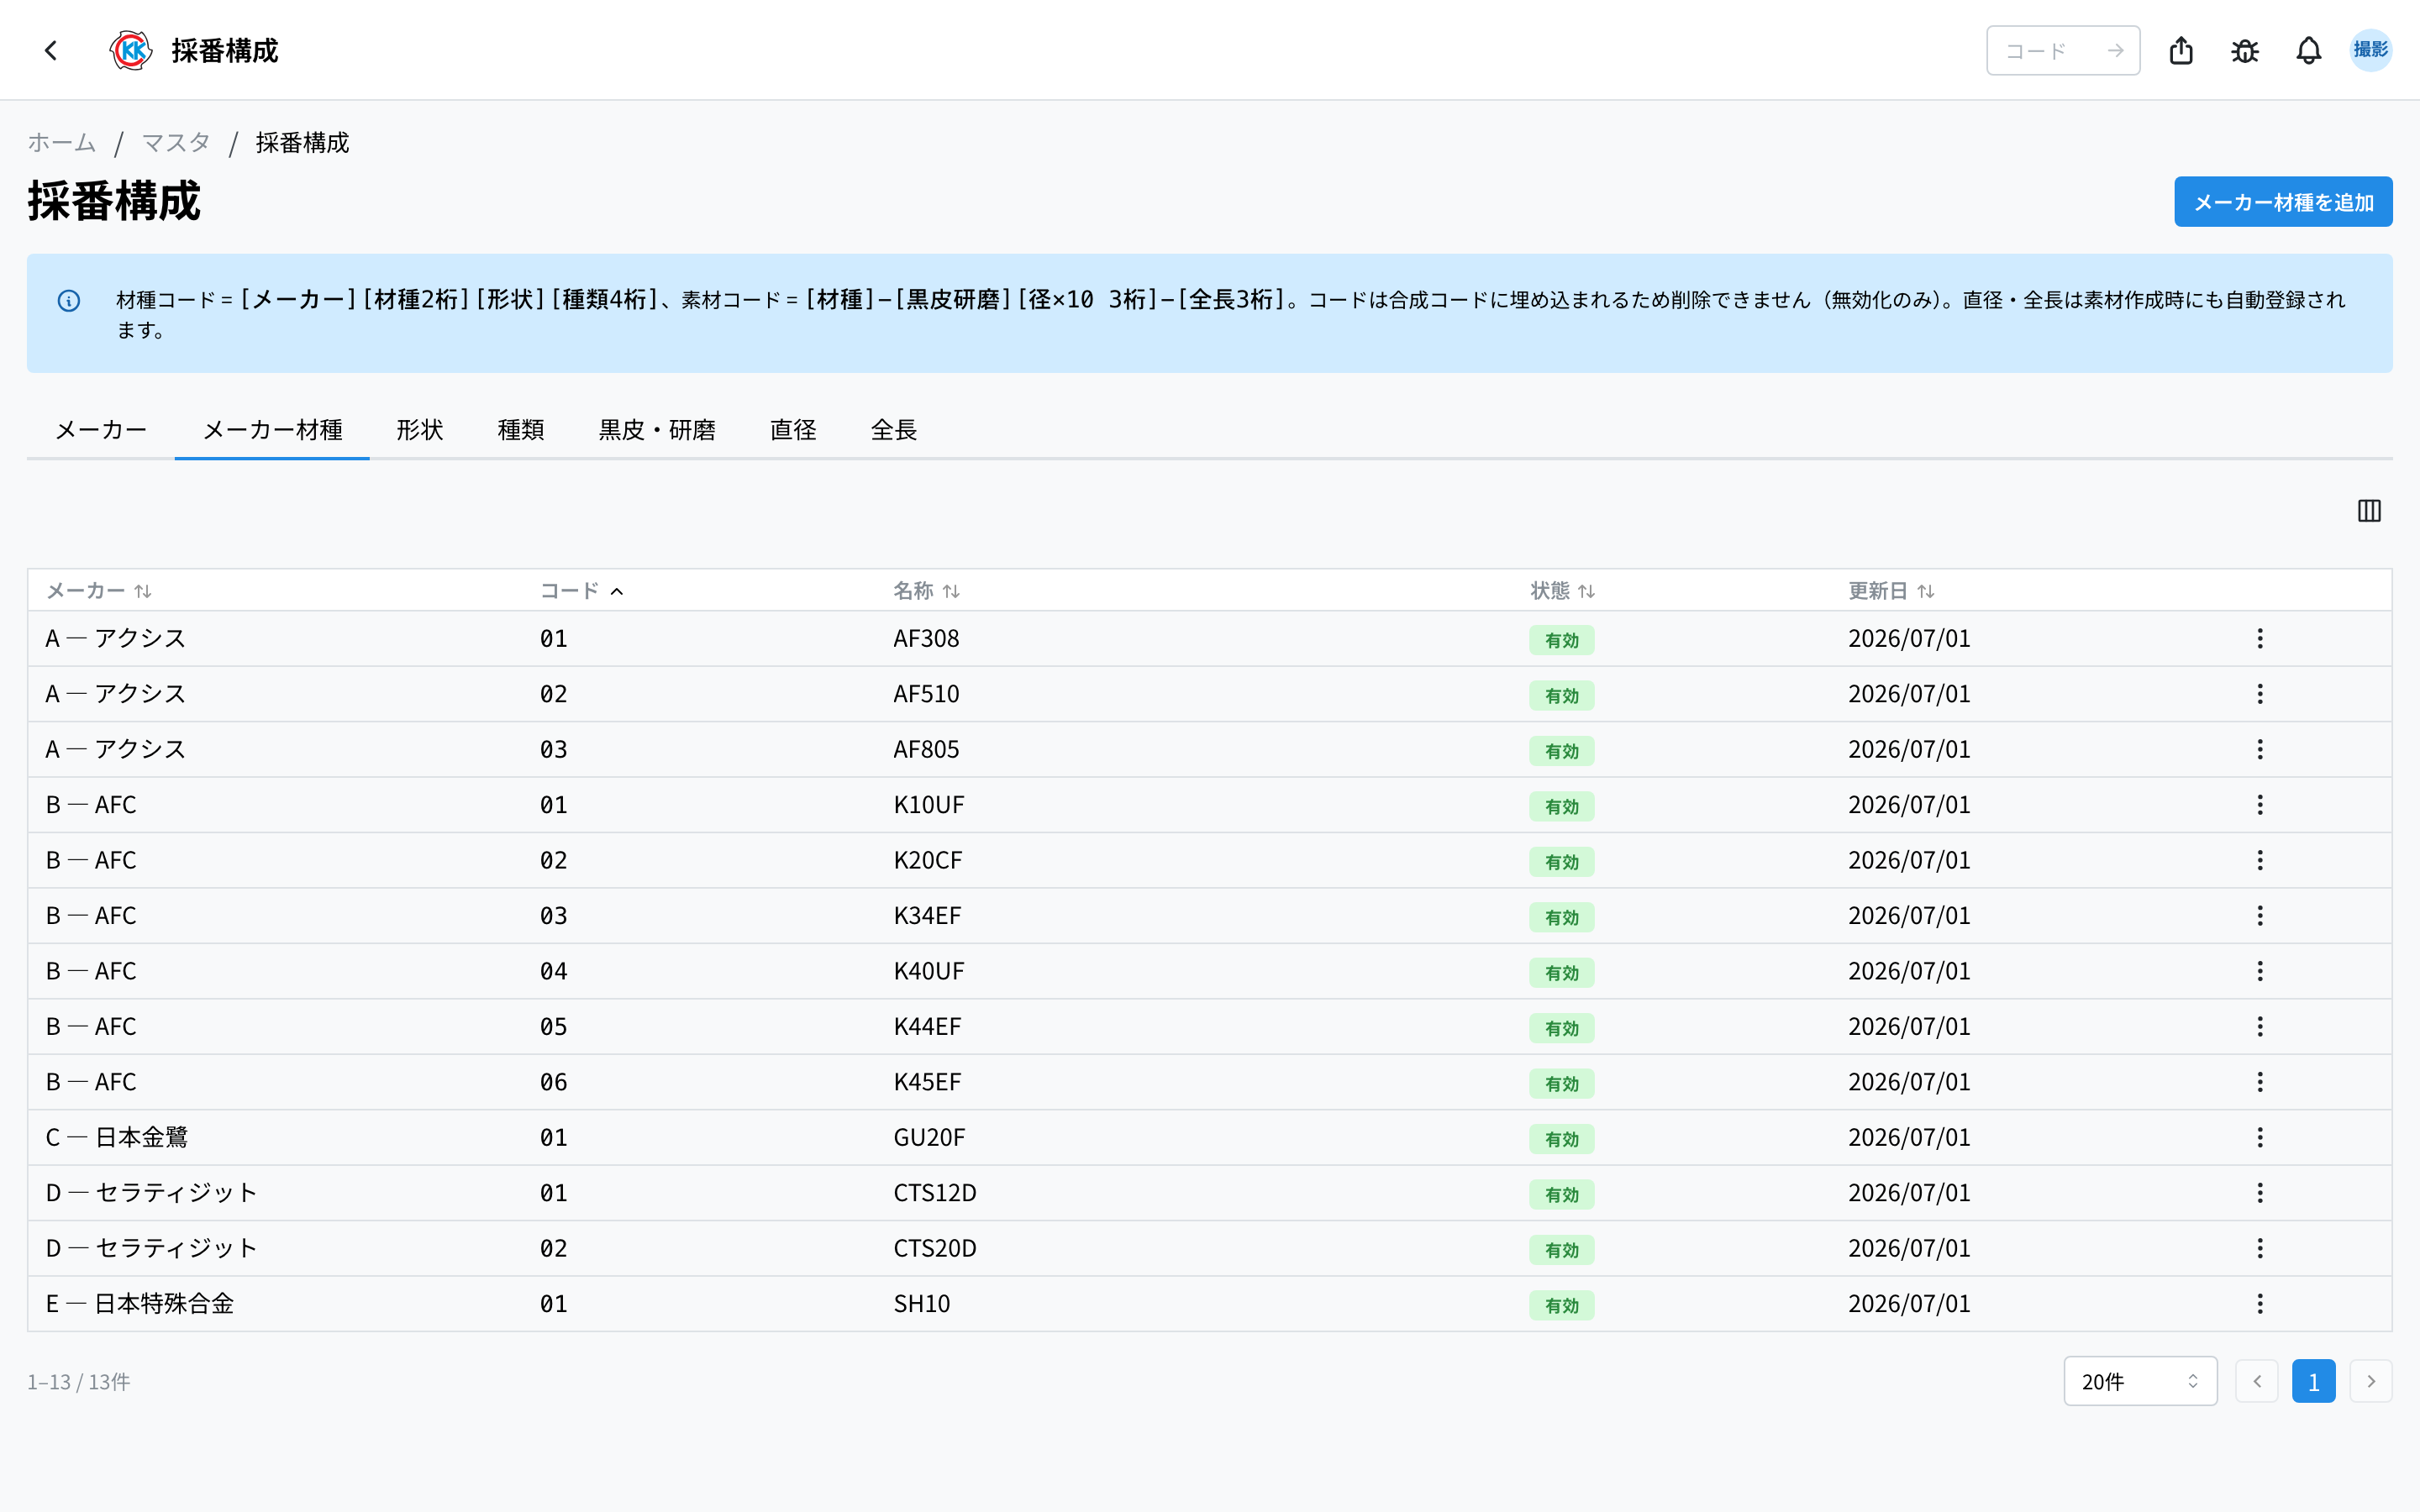 KK 採番構成
コード
撮影
ホーム / マスタ / 採番構成
採番構成
メーカー材種を追加
材種コード = [メーカー][材種2桁][形状][種類4桁]、素材コード = [材種]−[黒皮研磨][径×10 3桁]−[全長3桁]。コードは合成コードに埋め込まれるため削除できません（無効化のみ）。直径・全長は素材作成時にも自動登録され
ます。
メーカー メーカー材種 形状 種類 黒皮・研磨 直径 全長
メーカー コード 名称 状態 更新日
A — アクシス 01 AF308 有効 2026/07/01
A — アクシス 02 AF510 有効 2026/07/01
A — アクシス 03 AF805 有効 2026/07/01
B — AFC 01 K10UF 有効 2026/07/01
B — AFC 02 K20CF 有効 2026/07/01
B — AFC 03 K34EF 有効 2026/07/01
B — AFC 04 K40UF 有効 2026/07/01
B — AFC 05 K44EF 有効 2026/07/01
B — AFC 06 K45EF 有効 2026/07/01
C — 日本金鷺 01 GU20F 有効 2026/07/01
D — セラティジット 01 CTS12D 有効 2026/07/01
D — セラティジット 02 CTS20D 有効 2026/07/01
E — 日本特殊合金 01 SH10 有効 2026/07/01
1–13 / 13件
20件
1